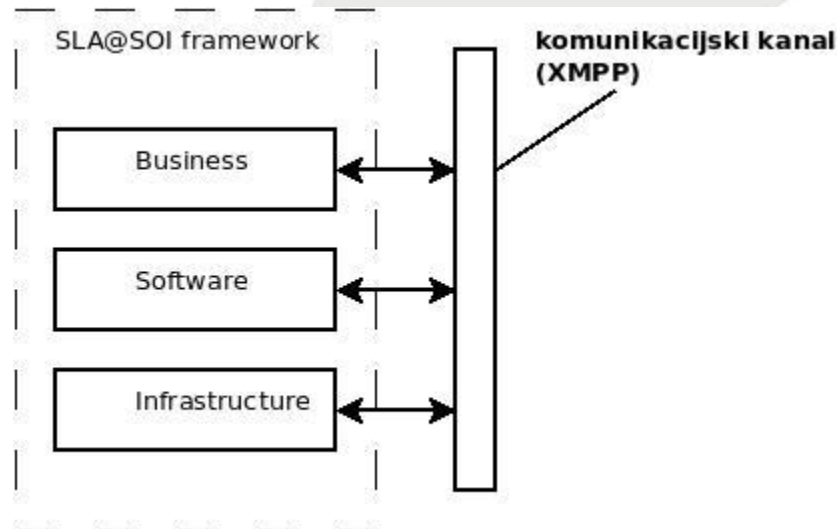 SLA@SOI framework
komunikacijski kanal
(XMPP)
Business
Software
Infrastructure